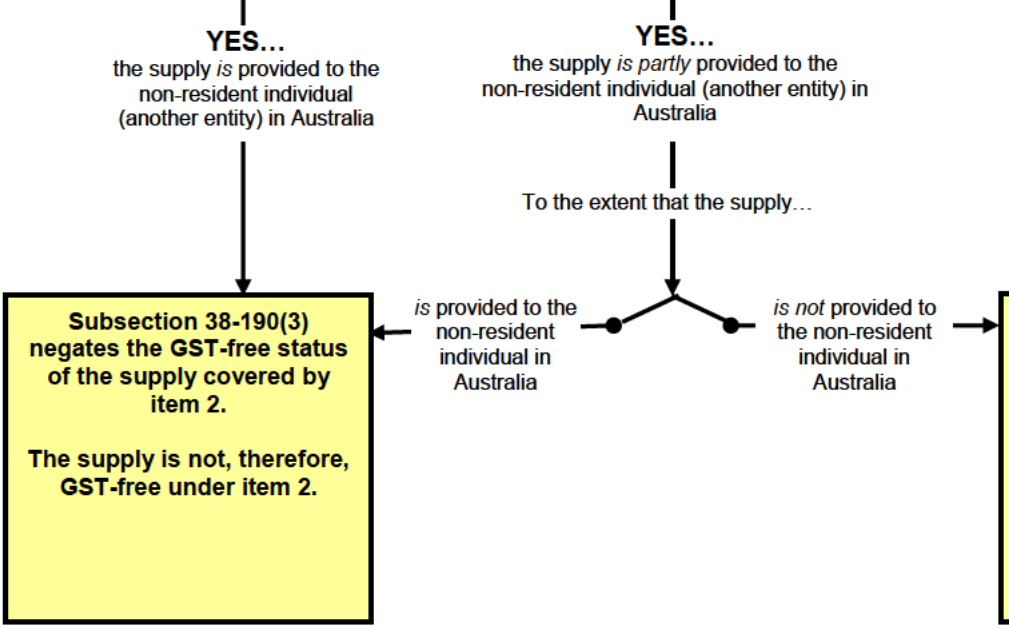 YES…
the supply is provided to the
non-resident individual
(another entity) in Australia
YES…
the supply is partly provided to the
non-resident individual (another entity) in
Australia
To the extent that the supply…
is provided to the
non-resident
individual in
Australia
is not provided to
the non-resident
individual in
Australia
Subsection 38-190(3)
negates the GST-free status
of the supply covered by
item 2.
The supply is not, therefore,
GST-free under item 2.